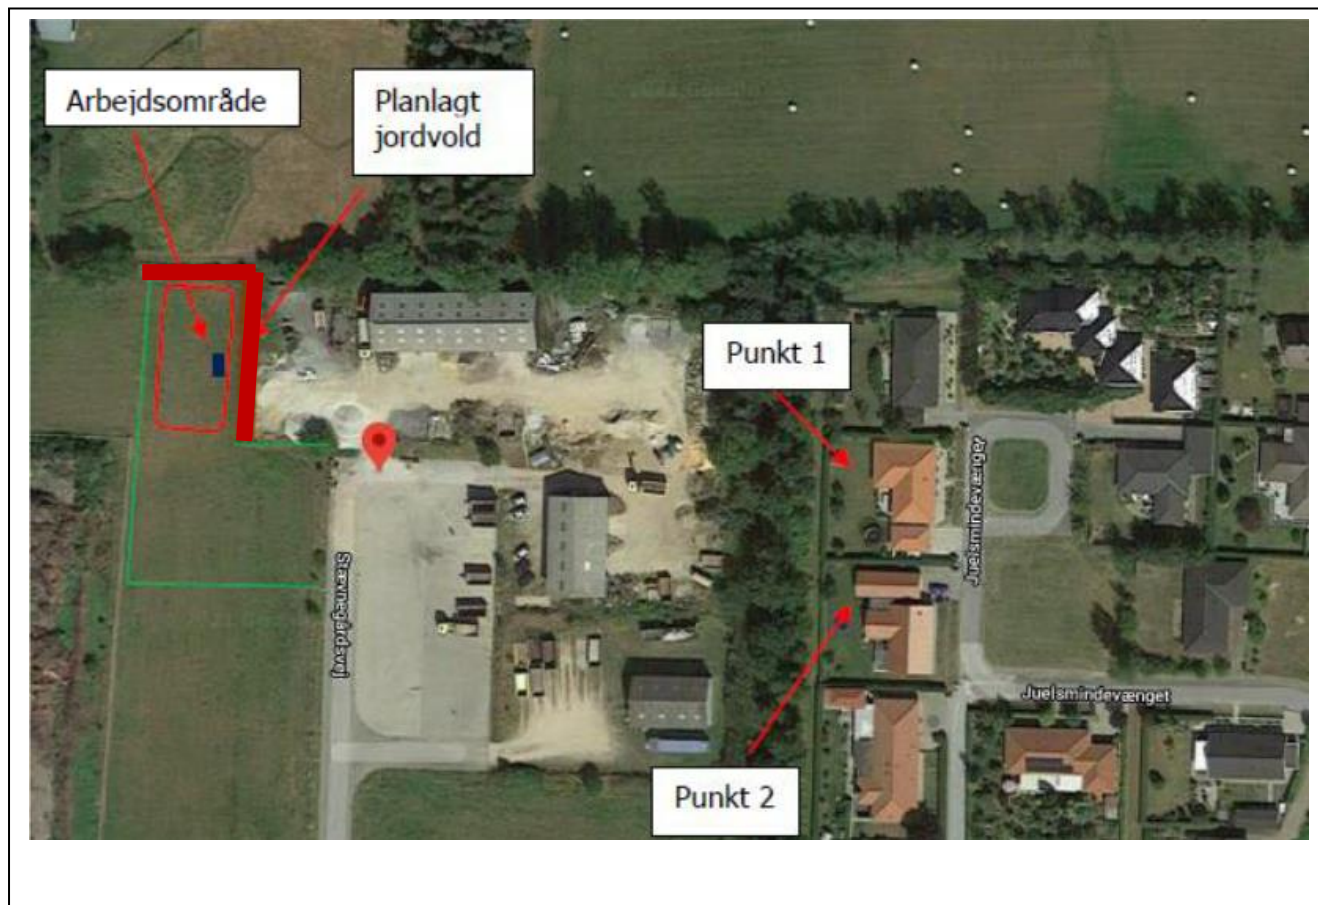 Arbejdsområde
Planlagt
jordvold
Punkt 1
Juelsmindevænget
Stævnegårdsvej
Juelsmindevænget
Punkt 2